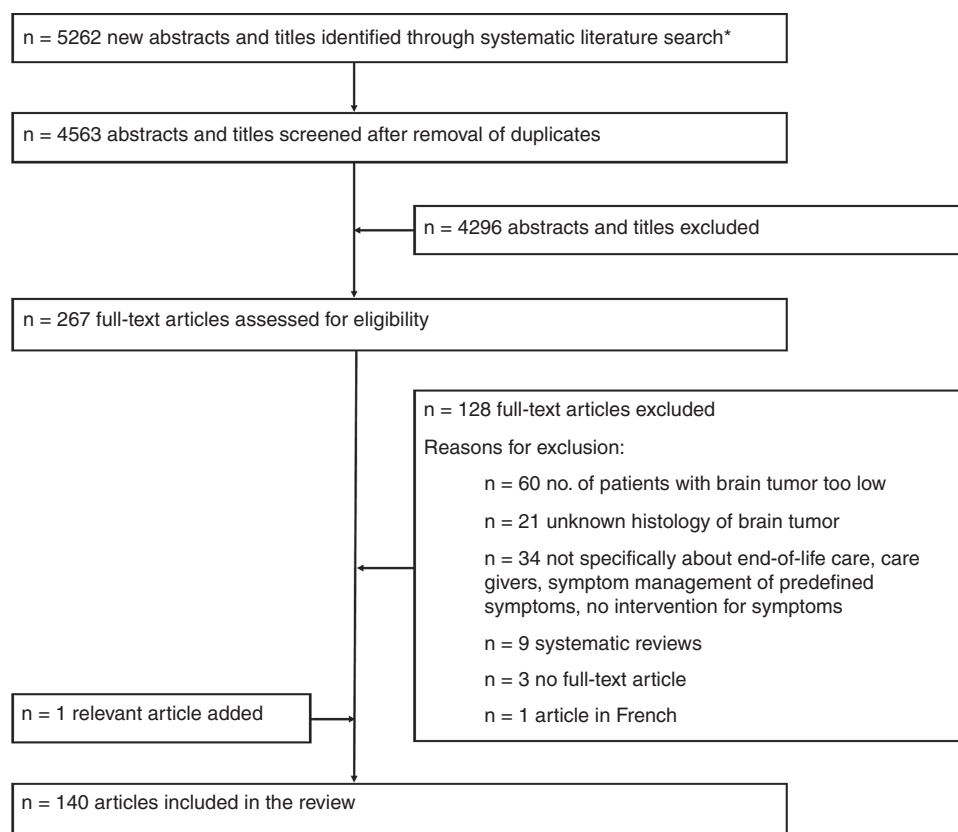 n = 5262 new abstracts and titles identified through systematic literature search*
n = 4563 abstracts and titles screened after removal of duplicates
n = 4296 abstracts and titles excluded
n = 267 full-text articles assessed for eligibility
n = 128 full-text articles excluded
Reasons for exclusion:
n = 60 no. of patients with brain tumor too low
n = 21 unknown histology of brain tumor
n = 34 not specifically about end-of-life care, care
givers, symptom management of predefined
symptoms, no intervention for symptoms
n = 9 systematic reviews
n = 3 no full-text article
n = 1 article in French
n = 1 relevant article added
n = 140 articles included in the review